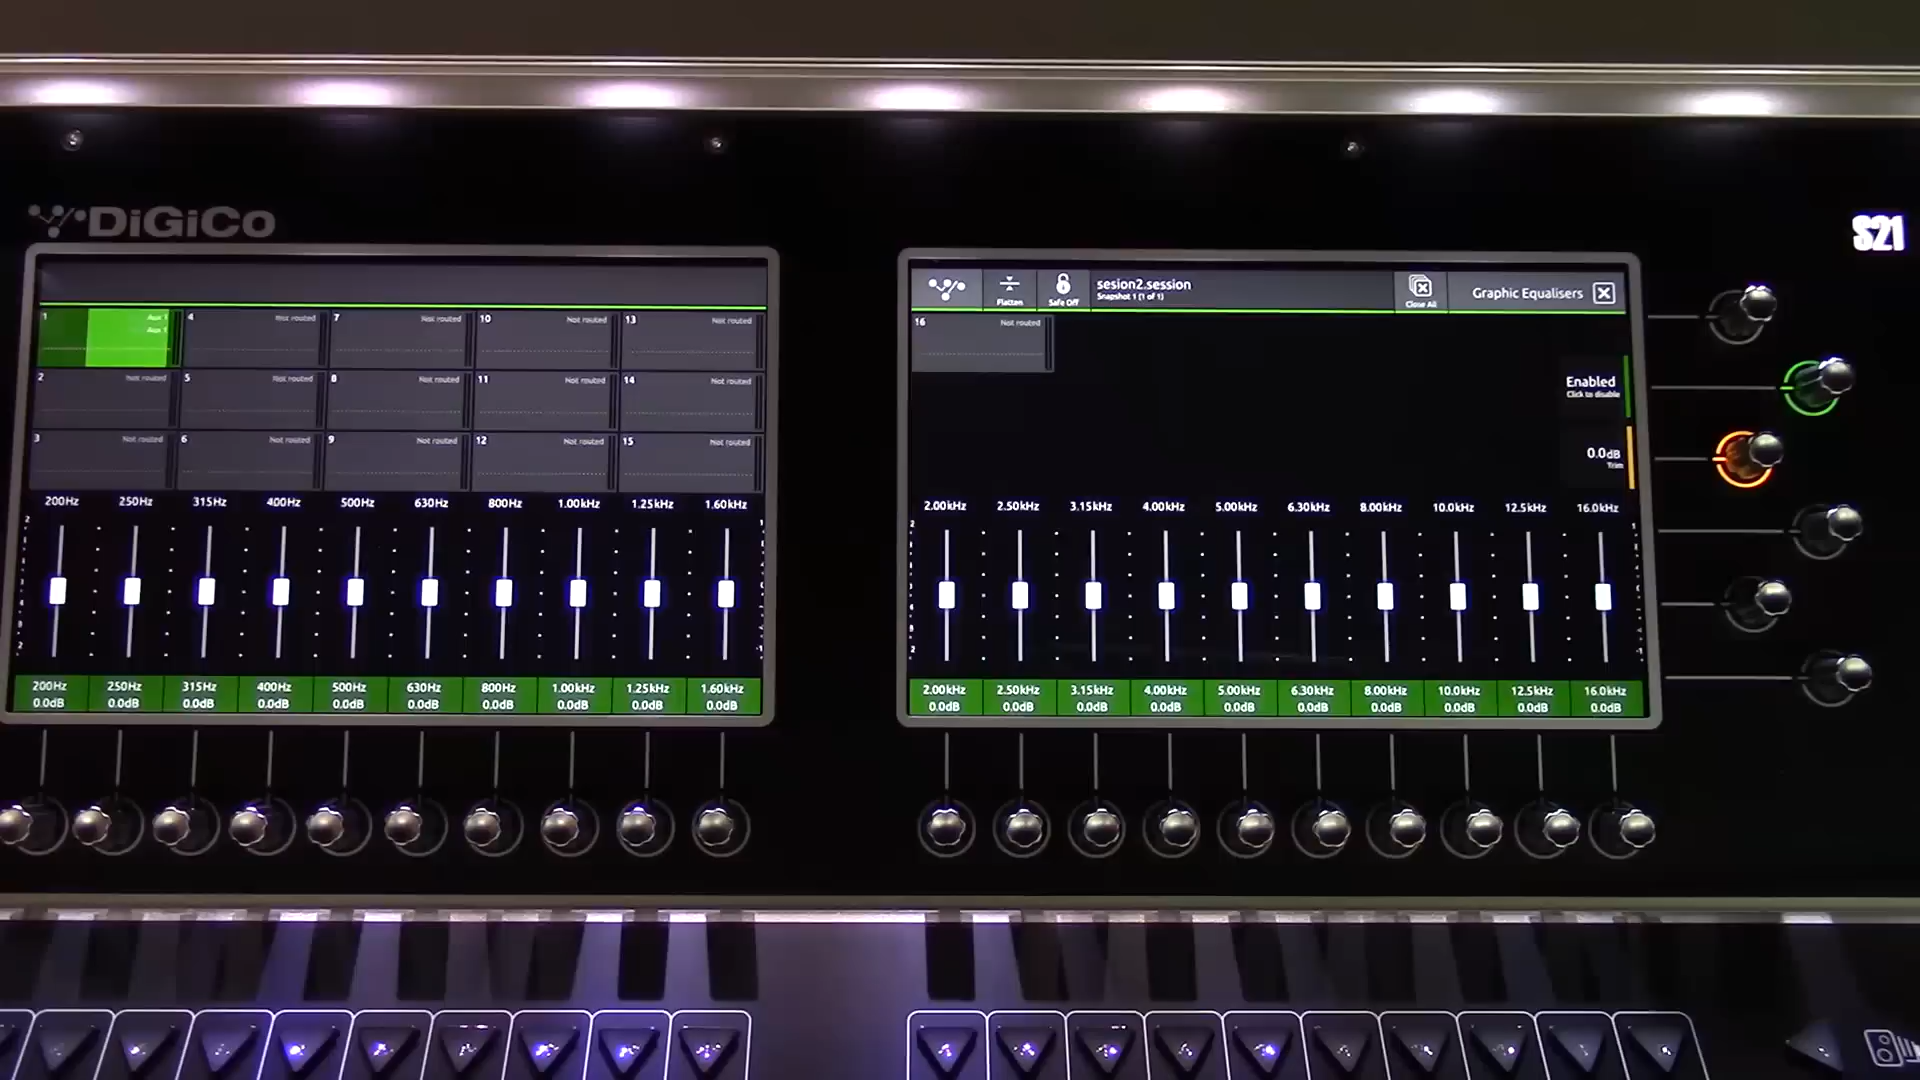 DiGiCo
S21
1 Aux 1
Aux 1
4 Not routed
7 Not routed
10 Not routed
13 Not routed
2 Not routed
5 Not routed
8 Not routed
11 Not routed
14 Not routed
3 Not routed
6 Not routed
9 Not routed
12 Not routed
15 Not routed
200Hz 250Hz 315Hz 400Hz 500Hz 630Hz 800Hz 1.00kHz 1.25kHz 1.60kHz
200Hz 250Hz 315Hz 400Hz 500Hz 630Hz 800Hz 1.00kHz 1.25kHz 1.60kHz
0.0dB 0.0dB 0.0dB 0.0dB 0.0dB 0.0dB 0.0dB 0.0dB 0.0dB 0.0dB
Flatten
Safe Off
sesion2.session
Snapshot 1 (1 of 1)
Close All
Graphic Equalisers
16 Not routed
Enabled
Click to disable
0.0dB
Trim
2.00kHz 2.50kHz 3.15kHz 4.00kHz 5.00kHz 6.30kHz 8.00kHz 10.0kHz 12.5kHz 16.0kHz
2.00kHz 2.50kHz 3.15kHz 4.00kHz 5.00kHz 6.30kHz 8.00kHz 10.0kHz 12.5kHz 16.0kHz
0.0dB 0.0dB 0.0dB 0.0dB 0.0dB 0.0dB 0.0dB 0.0dB 0.0dB 0.0dB